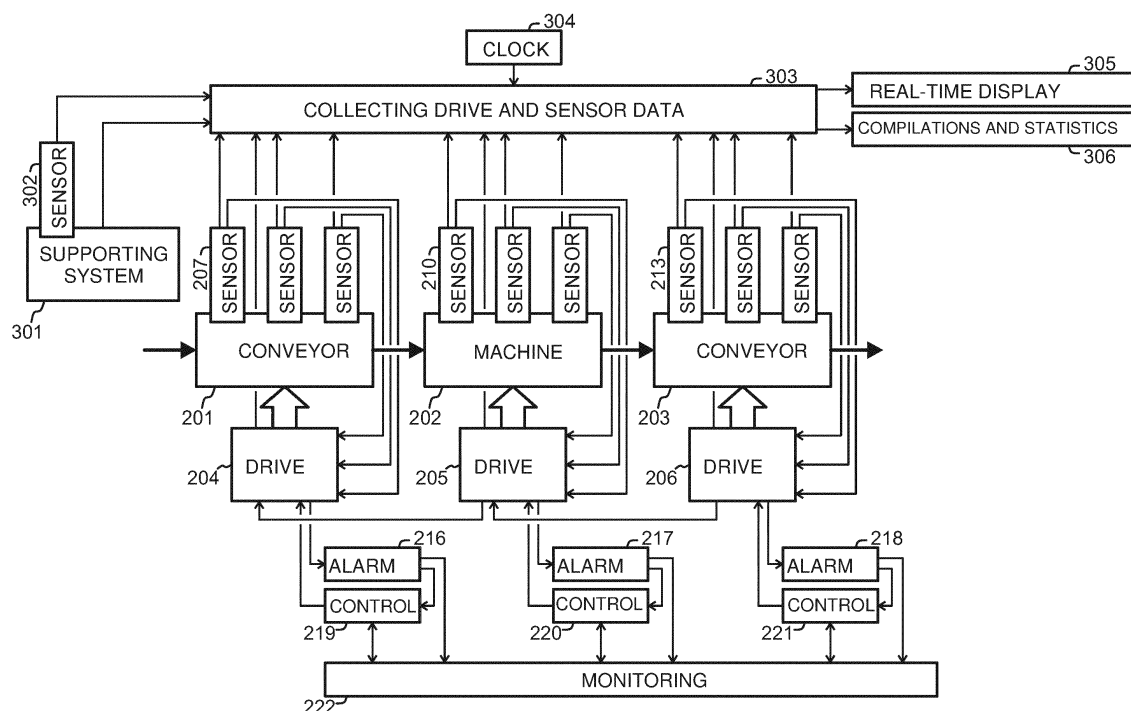 304
CLOCK
303
COLLECTING DRIVE AND SENSOR DATA
305
REAL-TIME DISPLAY
COMPILATIONS AND STATISTICS
306
302
SENSOR
SUPPORTING
SYSTEM
301
207
SENSOR
SENSOR
SENSOR
210
SENSOR
SENSOR
SENSOR
213
SENSOR
SENSOR
SENSOR
CONVEYOR
MACHINE
CONVEYOR
201
202
203
DRIVE
DRIVE
DRIVE
204
205
206
216
217
218
ALARM
ALARM
ALARM
CONTROL
CONTROL
CONTROL
219
220
221
MONITORING
222